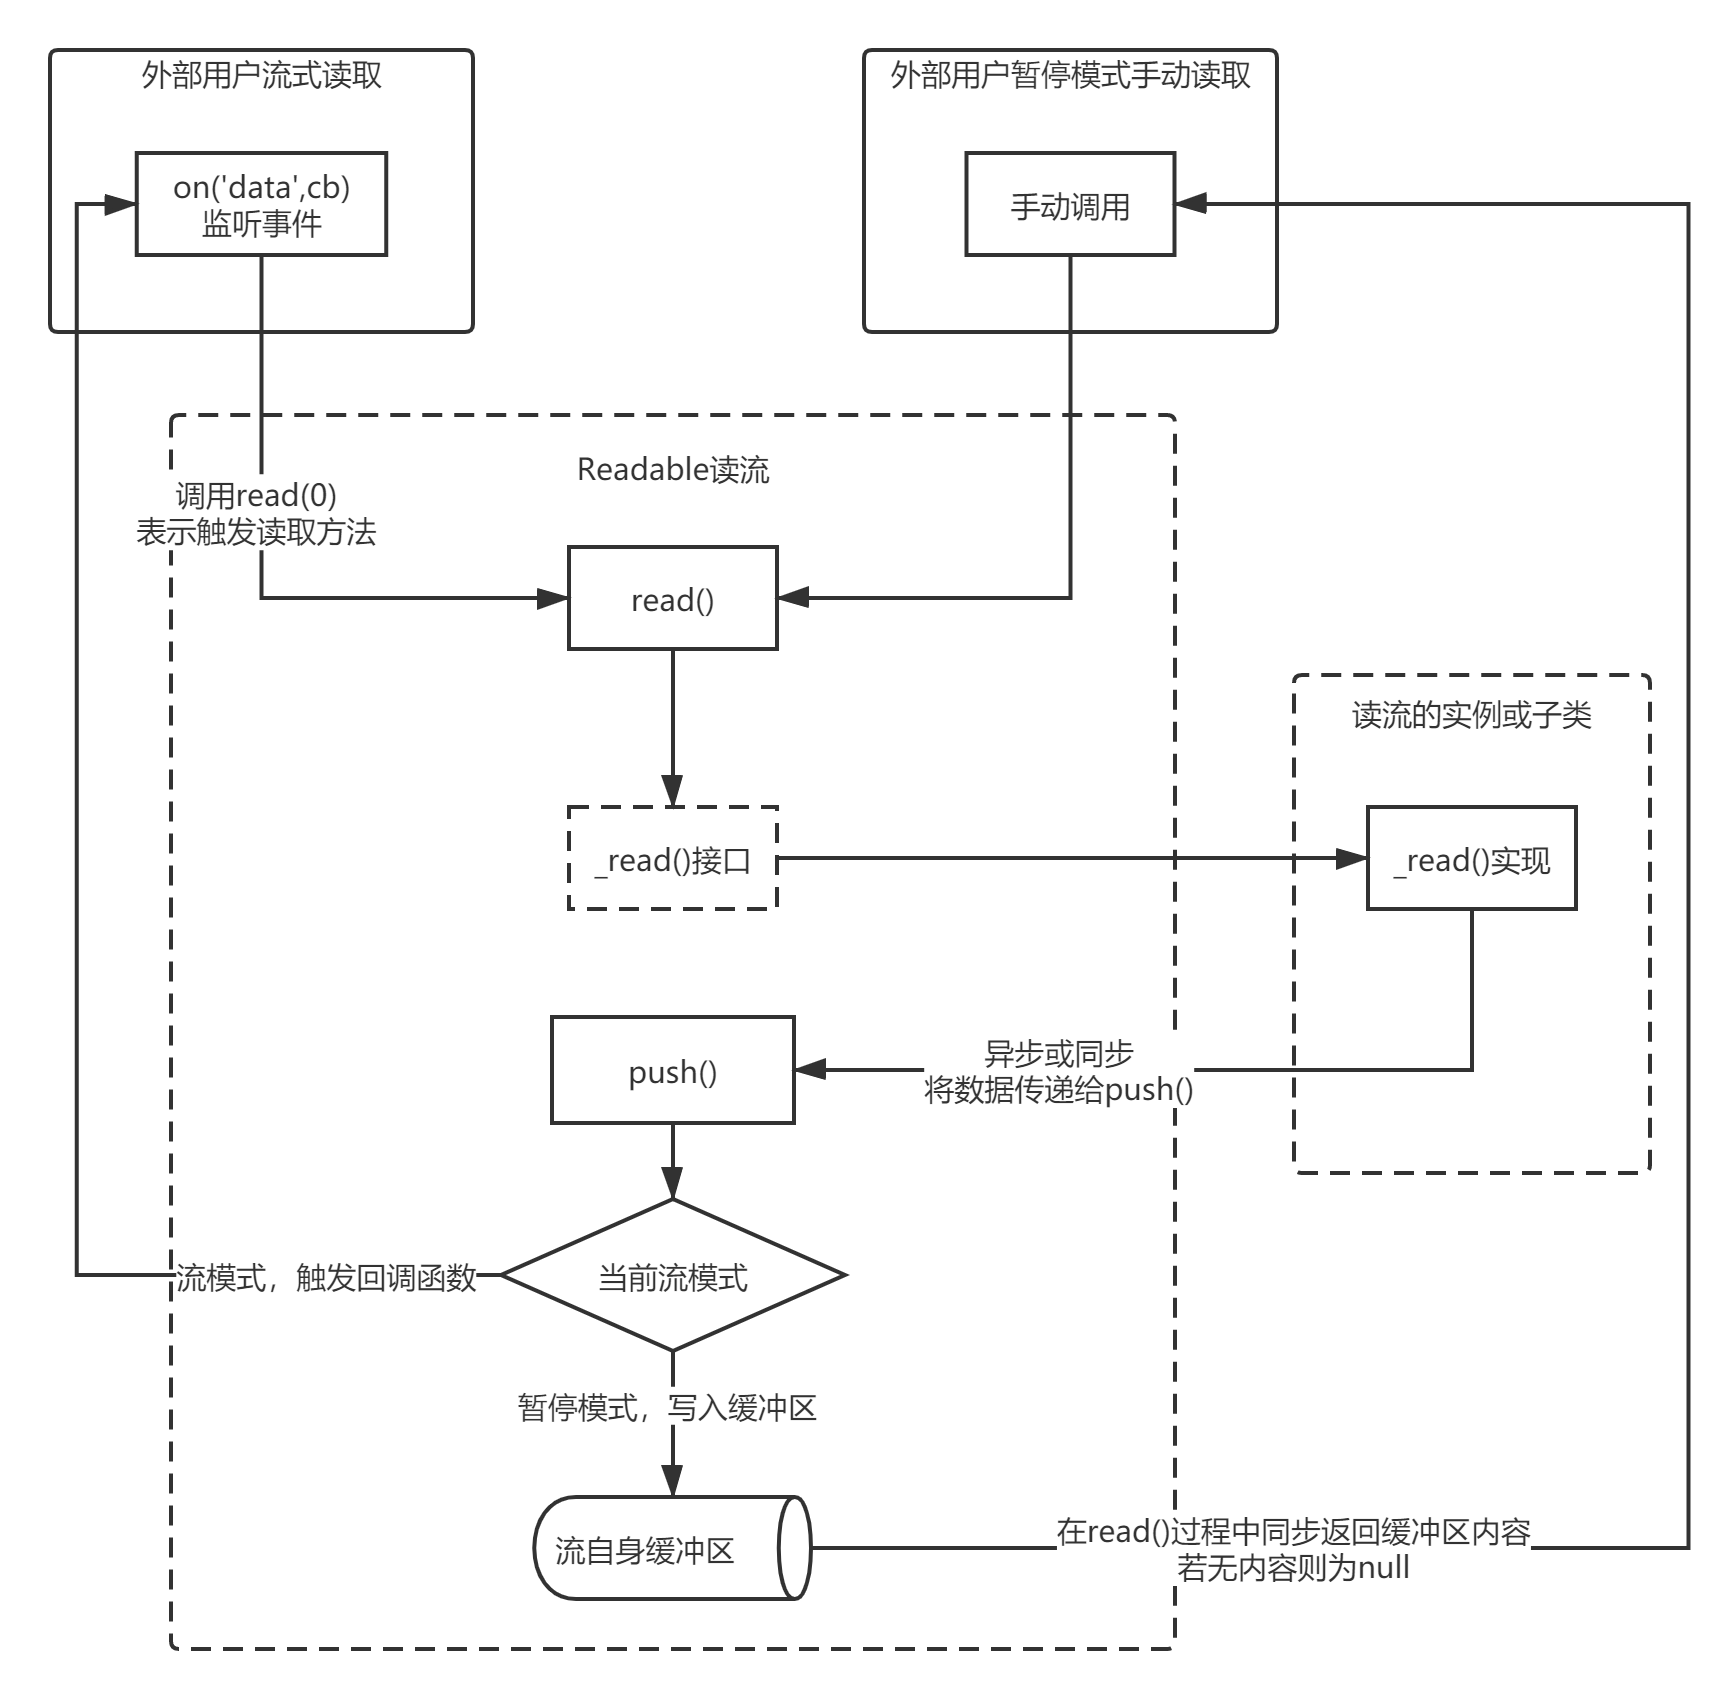 外部用户流式读取
外部用户暂停模式手动读取
on('data',cb)
监听事件
手动调用
Readable读流
调用read(0)
表示触发读取方法
read()
读流的实例或子类
_read()接口
_read()实现
异步或同步
将数据传递给push()
push()
当前流模式
流模式，触发回调函数
暂停模式，写入缓冲区
流自身缓冲区
在read()过程中同步返回缓冲区内容
若无内容则为null